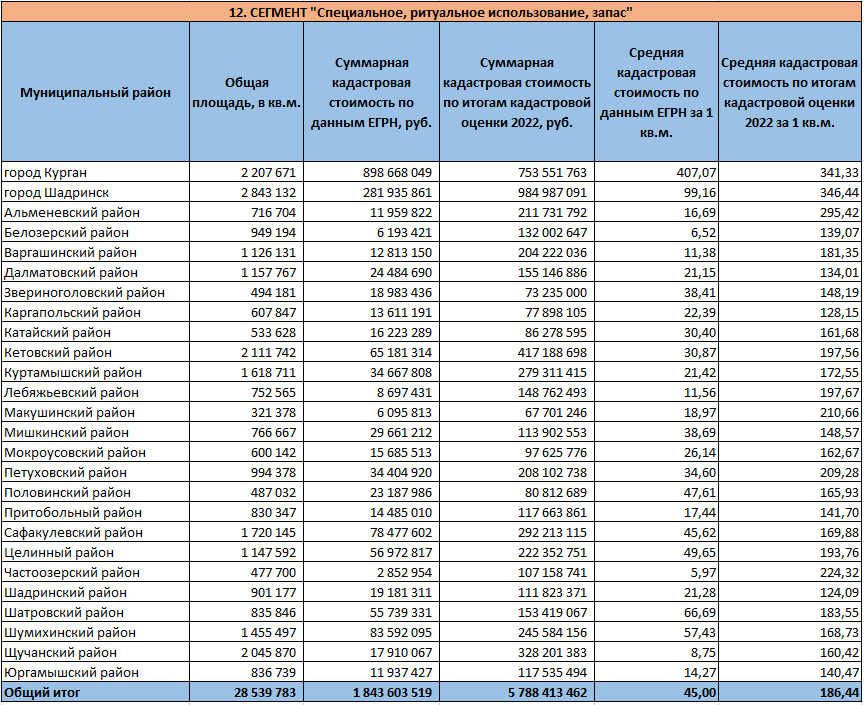 12. СЕГМЕНТ "Специальное, ритуальное использование, запас"
Муниципальный район
Общая
площадь, в кв.м.
Суммарная
кадастровая
стоимость по
данным ЕГРН, руб.
Суммарная
кадастровая стоимость
по итогам кадастровой
оценки 2022, руб.
Средняя
кадастровая
стоимость по
данным ЕГРН за 1
кв.м.
Средняя кадастровая
стоимость по итогам
кадастровой оценки
2022 за 1 кв.м.
город Курган 2 207 671 898 668 049 753 551 763 407,07 341,33
город Шадринск 2 843 132 281 935 861 984 987 091 99,16 346,44
Альменевский район 716 704 11 959 822 211 731 792 16,69 295,42
Белозерский район 949 194 6 193 421 132 002 647 6,52 139,07
Варгашинский район 1 126 131 12 813 150 204 222 036 11,38 181,35
Далматовский район 1 157 767 24 484 690 155 146 886 21,15 134,01
Звериноголовский район 494 181 18 983 436 73 235 000 38,41 148,19
Каргапольский район 607 847 13 611 191 77 898 105 22,39 128,15
Катайский район 533 628 16 223 289 86 278 595 30,40 161,68
Кетовский район 2 111 742 65 181 314 417 188 698 30,87 197,56
Куртамышский район 1 618 711 34 667 808 279 311 415 21,42 172,55
Лебяжьевский район 752 565 8 697 431 148 762 493 11,56 197,67
Макушинский район 321 378 6 095 813 67 701 246 18,97 210,66
Мишкинский район 766 667 29 661 212 113 902 553 38,69 148,57
Мокроусовский район 600 142 15 685 513 97 625 776 26,14 162,67
Петуховский район 994 378 34 404 920 208 102 738 34,60 209,28
Половинский район 487 032 23 187 986 80 812 689 47,61 165,93
Притобольный район 830 347 14 485 010 117 663 861 17,44 141,70
Сафакулевский район 1 720 145 78 477 602 292 213 115 45,62 169,88
Целинный район 1 147 592 56 972 817 222 352 751 49,65 193,76
Частоозерский район 477 700 2 852 954 107 158 741 5,97 224,32
Шадринский район 901 177 19 181 311 111 823 371 21,28 124,09
Шатровский район 835 846 55 739 331 153 419 067 66,69 183,55
Шумихинский район 1 455 497 83 592 095 245 584 156 57,43 168,73
Щучанский район 2 045 870 17 910 067 328 201 383 8,75 160,42
Юргамышский район 836 739 11 937 427 117 535 494 14,27 140,47
Общий итог 28 539 783 1 843 603 519 5 788 413 462 45,00 186,44